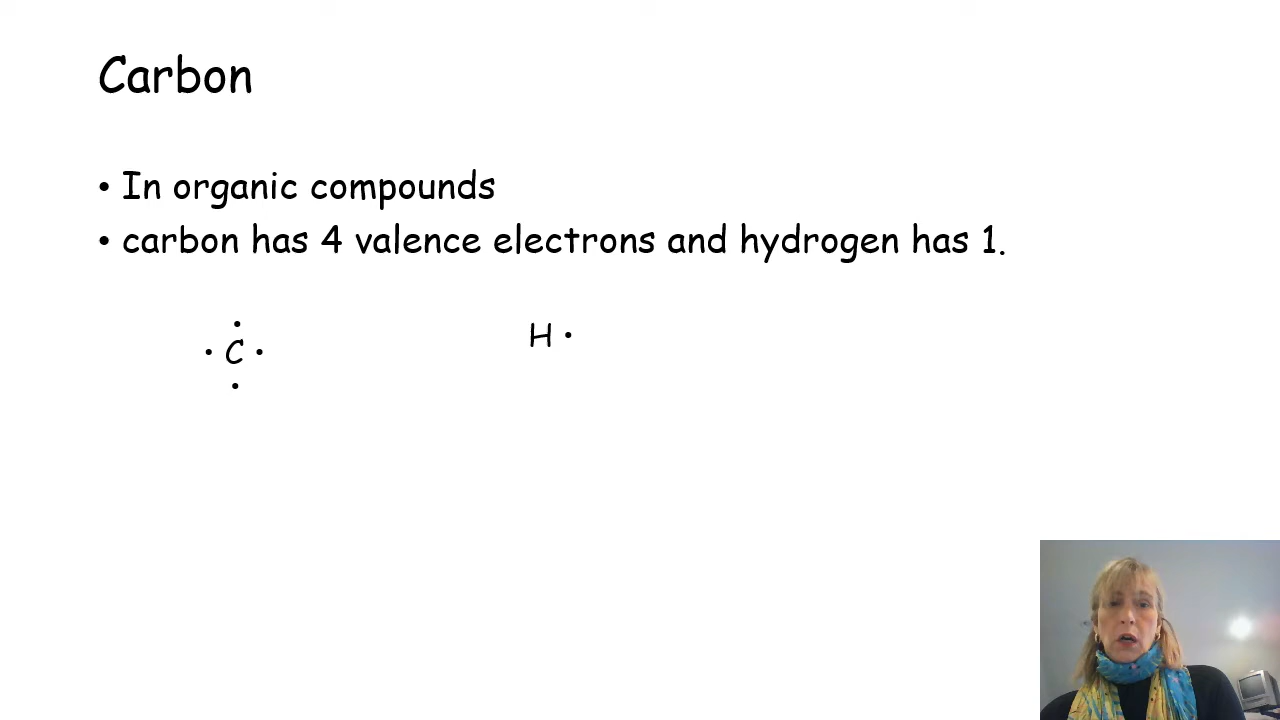 Carbon
• In organic compounds
• carbon has 4 valence electrons and hydrogen has 1.
· C ·
H ·